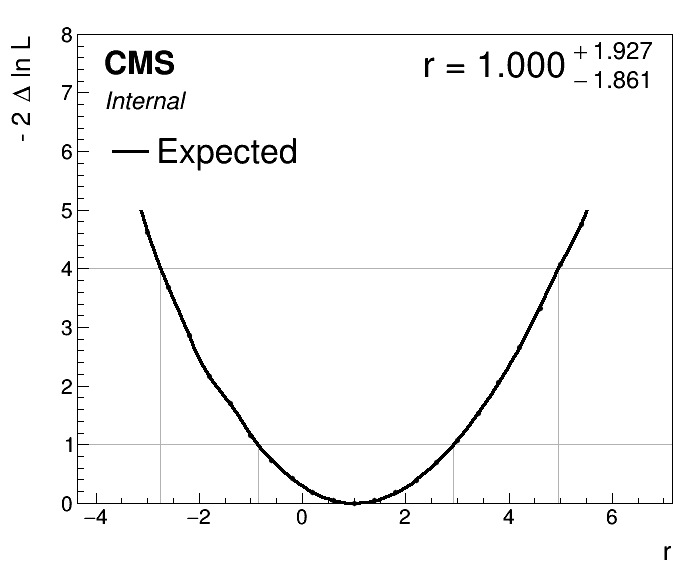 - 2 Δ ln L
CMS
Internal
r = 1.000 +1.927 −1.861
Expected
8
7
6
5
4
3
2
1
0
−4 −2 0 2 4 6
r